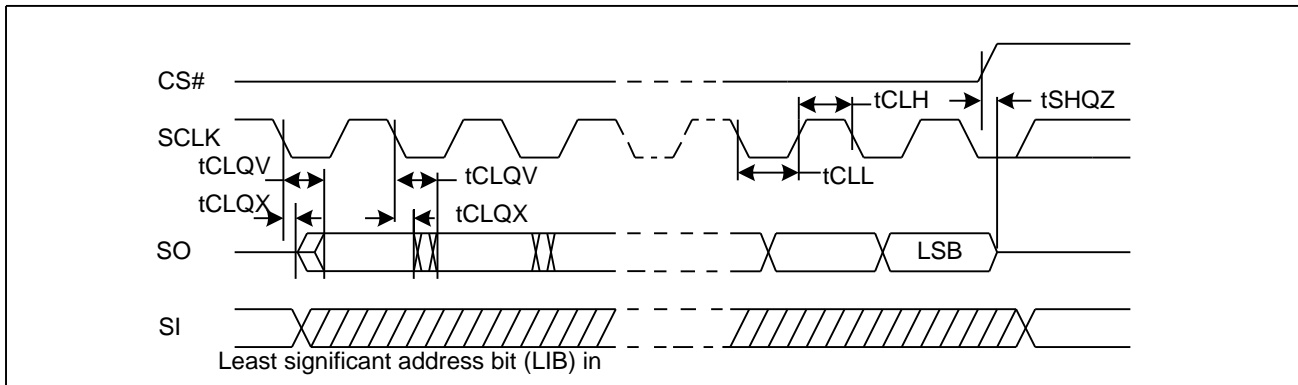 CS#
tCLH
tSHQZ
SCLK
tCLQV
tCLQV
tCLL
tCLQX
tCLQX
SO
LSB
SI
Least significant address bit (LIB) in